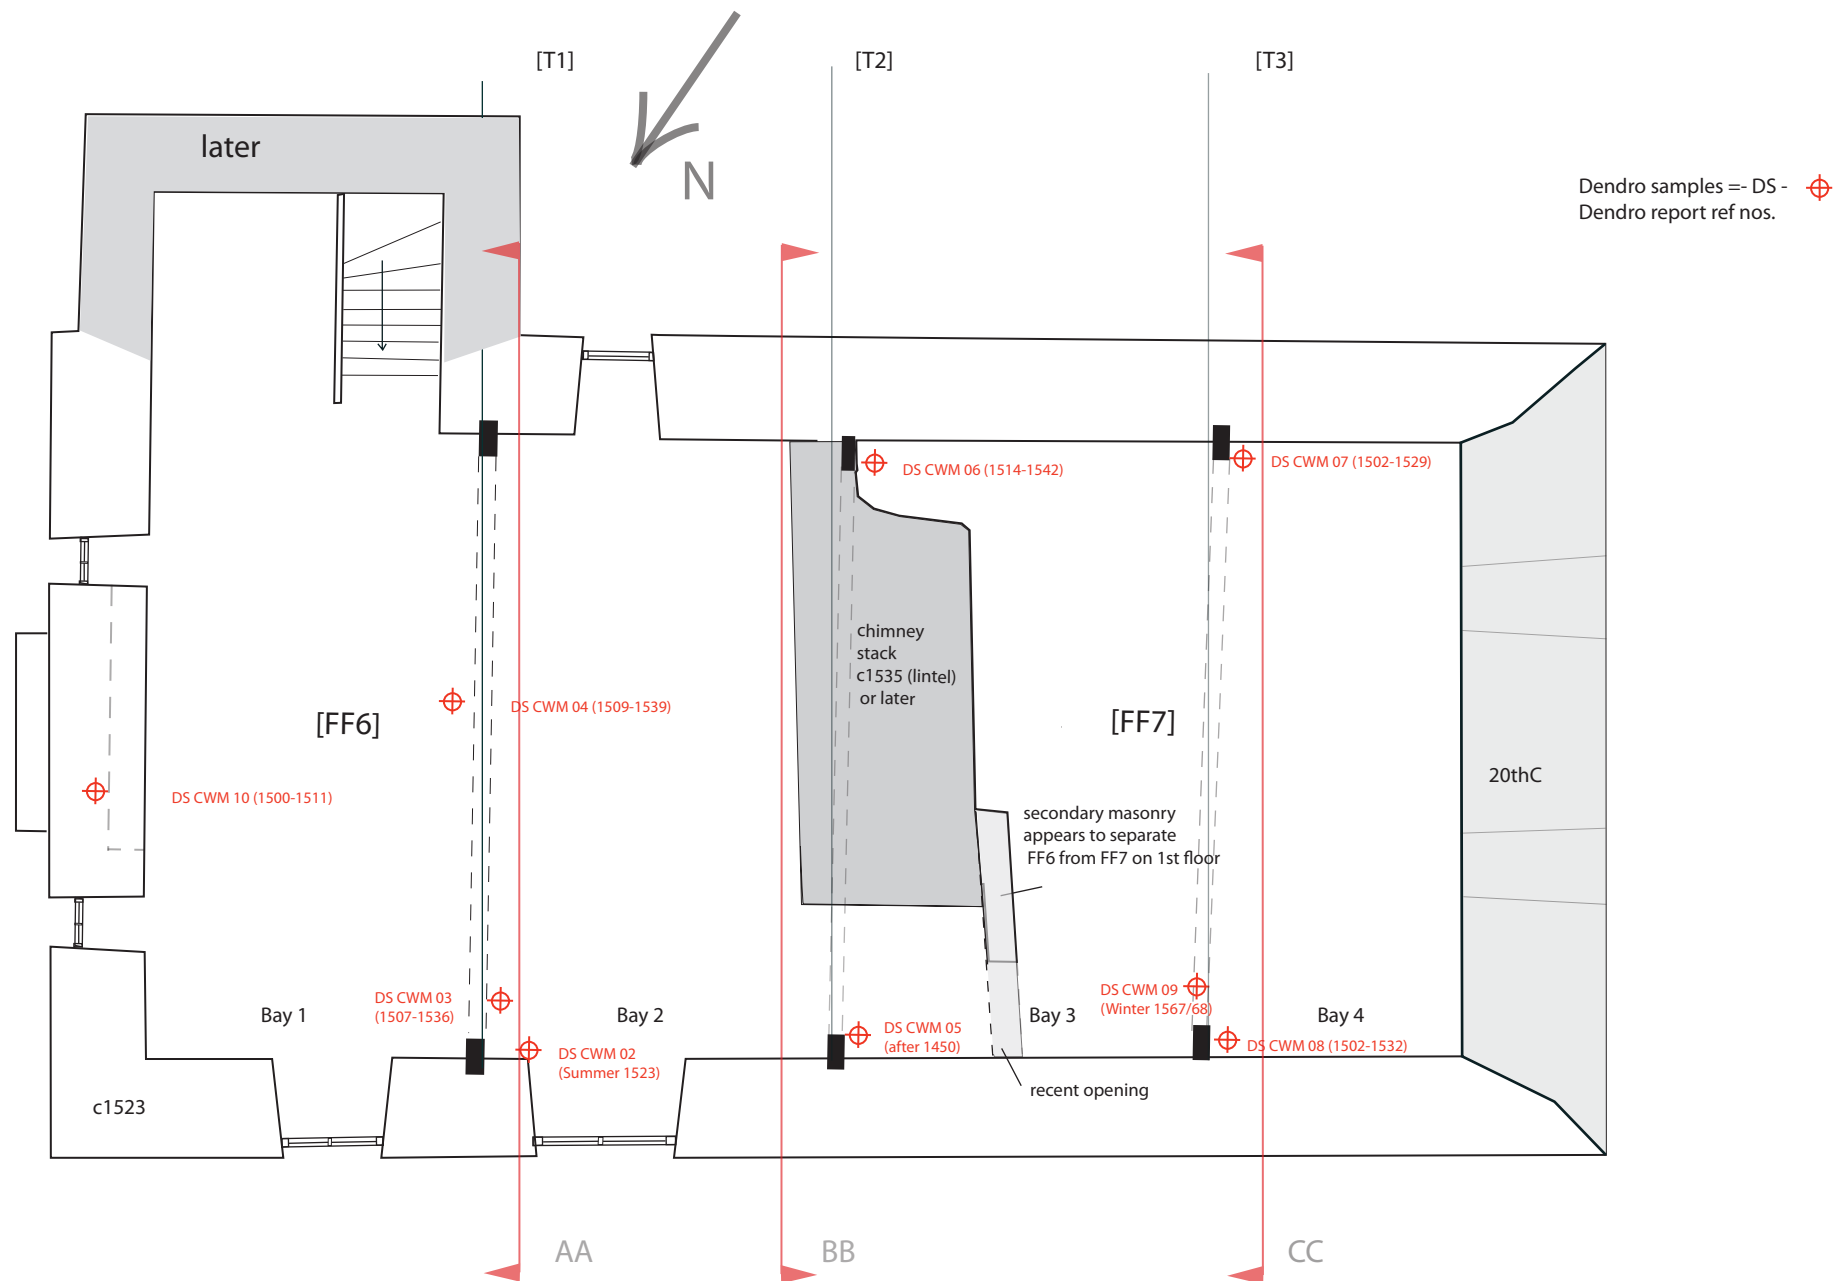 [T1]
[T2]
[T3]
later
N
Dendro samples =- DS -
Dendro report ref nos.
DS CWM 06 (1514-1542)
DS CWM 07 (1502-1529)
chimney
stack
c1535 (lintel)
or later
DS CWM 04 (1509-1539)
[FF6]
[FF7]
DS CWM 10 (1500-1511)
20thC
secondary masonry
appears to separate
FF6 from FF7 on 1st floor
DS CWM 03
(1507-1536)
DS CWM 09
(Winter 1567/68)
Bay 1
Bay 2
Bay 3
Bay 4
DS CWM 05
(after 1450)
DS CWM 08 (1502-1532)
DS CWM 02
(Summer 1523)
c1523
recent opening
AA
BB
CC